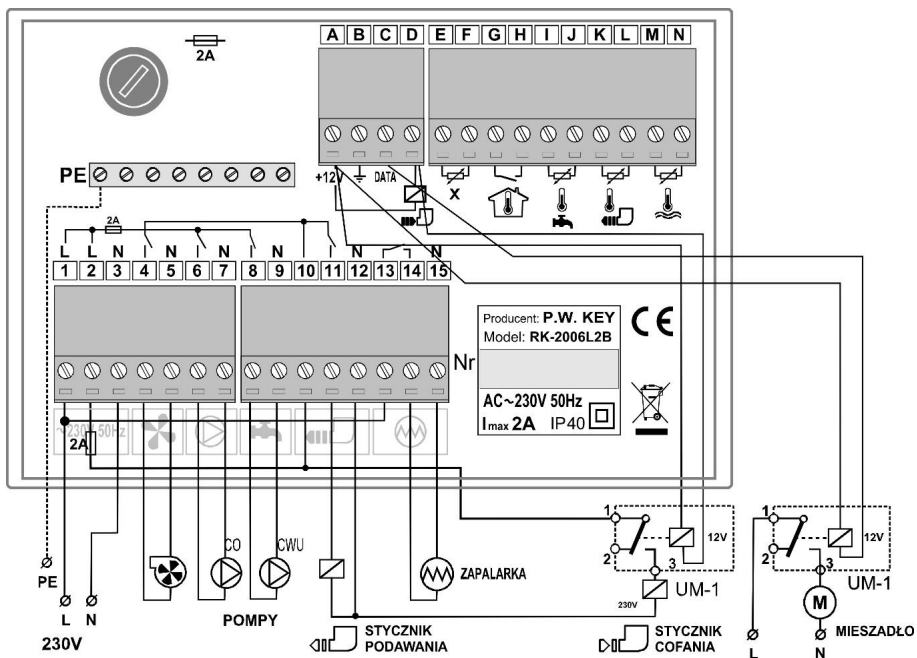 2A
A B C D E F G H I J K L M N
PE
+12V DATA X
2A
L L N N N N N N
1 2 3 4 5 6 7 8 9 10 11 12 13 14 15
Producent: P.W. KEY
Model: RK-2006L2B
Nr
AC~230V 50Hz
Imax 2A IP40
~230V 50Hz
2A
1 2 3 12V UM-1
1 2 3 12V UM-1
230V
PE
L N
230V
CO CWU
POMPY
ZAPALARKA
STYCZNIK
PODAWANIA
STYCZNIK
COFANIA
M MIESZADŁO
L N
CE